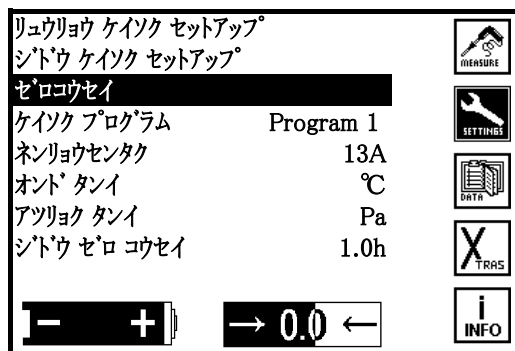 リュウリョウ ケイソク セットアップ
ジドウ ケイソク セットアップ
ゼロコウセイ
ケイソク プログラム Program 1
ネンリョウセンタク 13A
オンド タンイ ℃
アツリョク タンイ Pa
ジドウ ゼロ コウセイ 1.0h
− +
→ 0.0 ←
MEASURE
SETTINGS
DATA
XTRAS
i
INFO